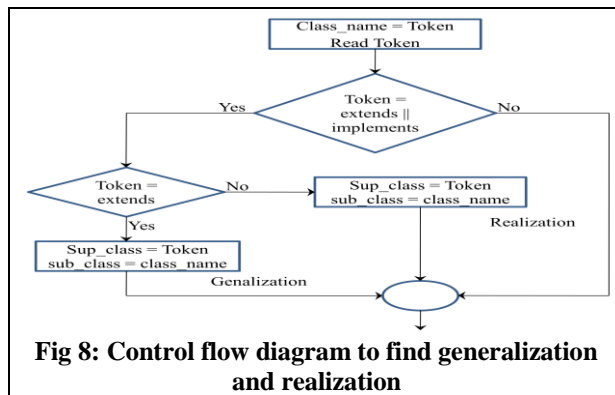 Class_name = Token
Read Token
Token =
extends ||
implements
Yes
No
Token =
extends
No
Yes
Sup_class = Token
sub_class = class_name
Realization
Sup_class = Token
sub_class = class_name
Genalization
Fig 8: Control flow diagram to find generalization
and realization